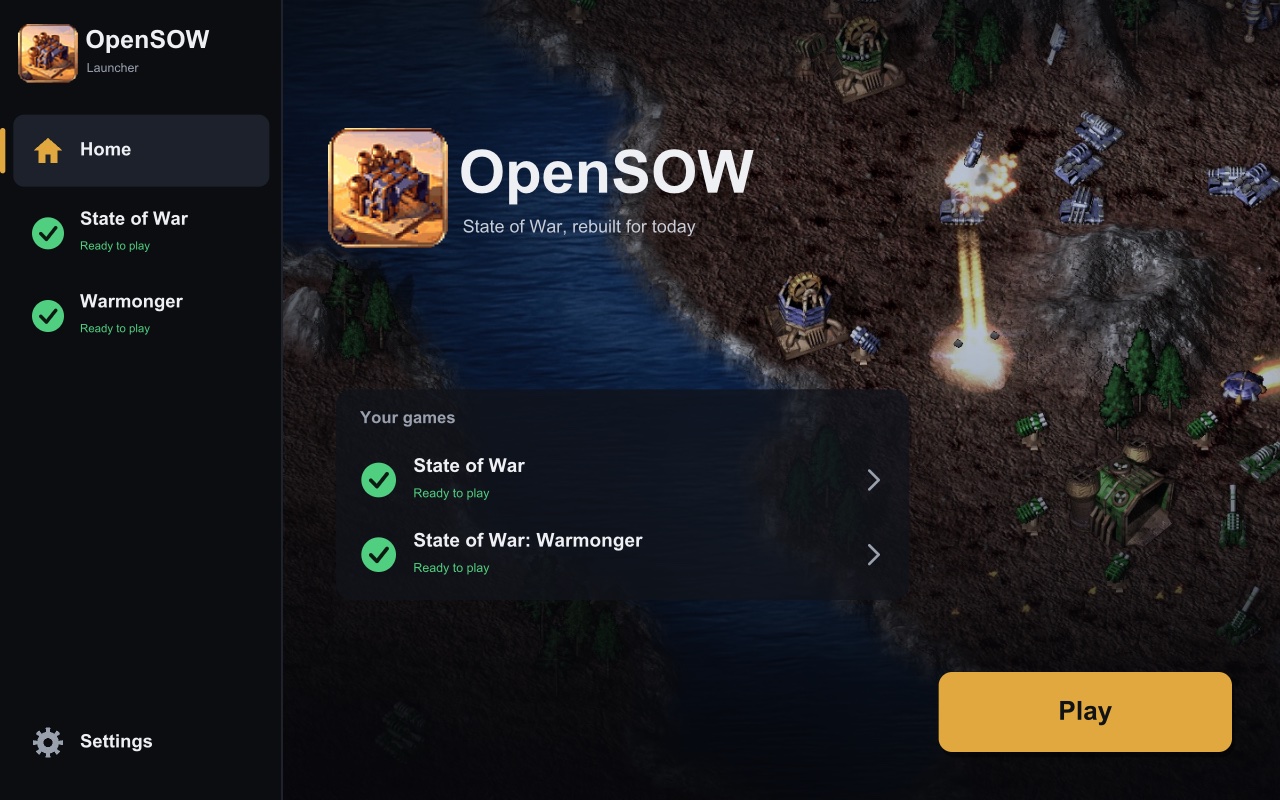 OpenSOW
Launcher
Home
State of War
Ready to play
Warmonger
Ready to play
Settings
OpenSOW
State of War, rebuilt for today
Your games
State of War
Ready to play
State of War: Warmonger
Ready to play
Play